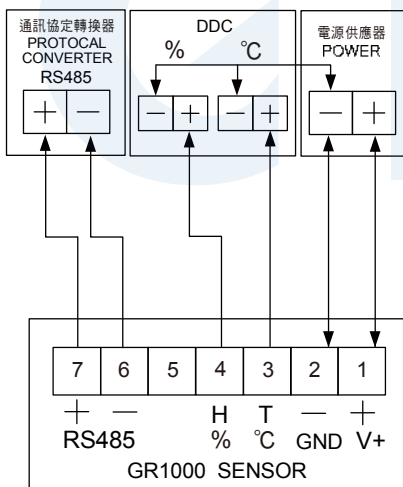 通訊協定轉換器
PROTOCAL
CONVERTER
RS485
+ −
DDC
% ℃
− + − +
電源供應器
POWER
− +
7 6 5 4 3 2 1
+ − H T − +
RS485 % ℃ GND V+
GR1000 SENSOR